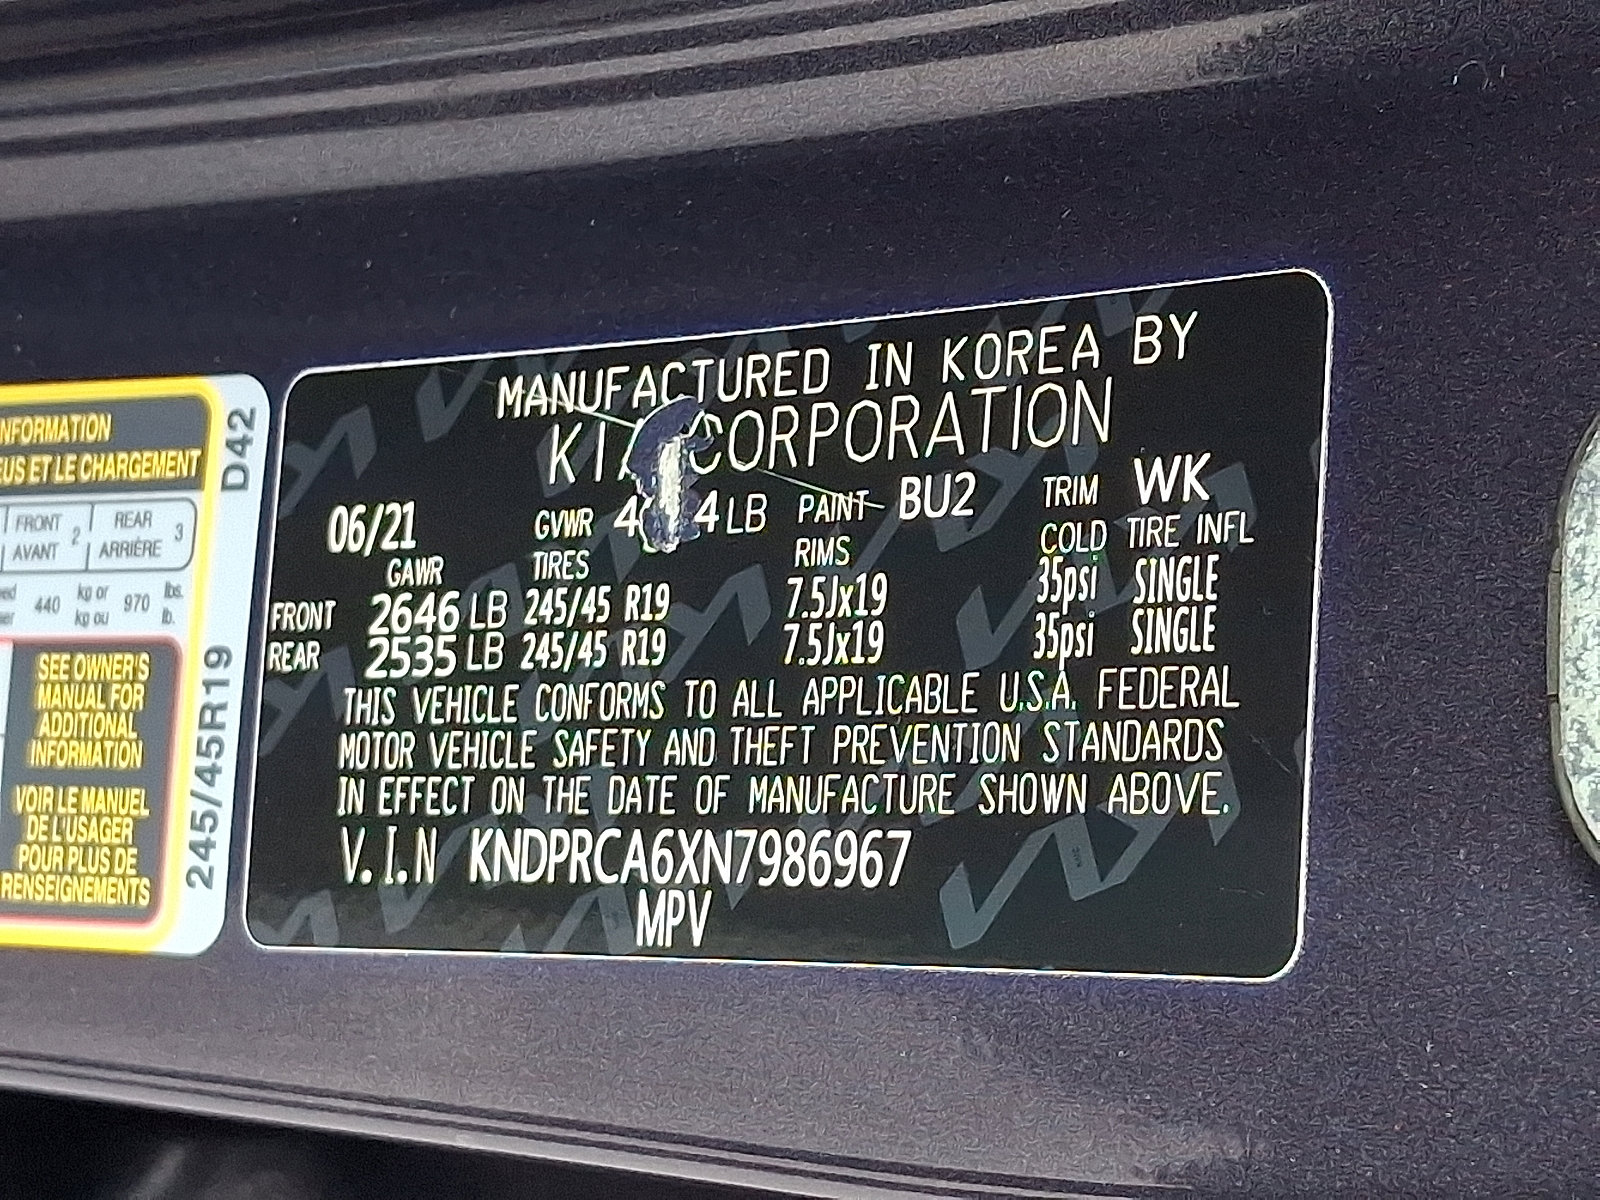 NFORMATION
EUS ET LE CHARGEMENT
FRONT 2 REAR 3
AVANT ARRIÈRE
440 kg or 970 lbs.
kg ou lb.
SEE OWNER'S
MANUAL FOR
ADDITIONAL
INFORMATION
VOIR LE MANUEL
DE L'USAGER
POUR PLUS DE
RENSEIGNEMENTS
D42
245/45R19
MANUFACTURED IN KOREA BY
KIA CORPORATION
06/21 GVWR LB PAINT BU2 TRIM WK
GAWR TIRES RIMS COLD TIRE INFL
FRONT 2646 LB 245/45 R19 7.5Jx19 35psi SINGLE
REAR 2535 LB 245/45 R19 7.5Jx19 35psi SINGLE
THIS VEHICLE CONFORMS TO ALL APPLICABLE U.S.A. FEDERAL
MOTOR VEHICLE SAFETY AND THEFT PREVENTION STANDARDS
IN EFFECT ON THE DATE OF MANUFACTURE SHOWN ABOVE.
V.I.N KNDPRCA6XN7986967
MPV